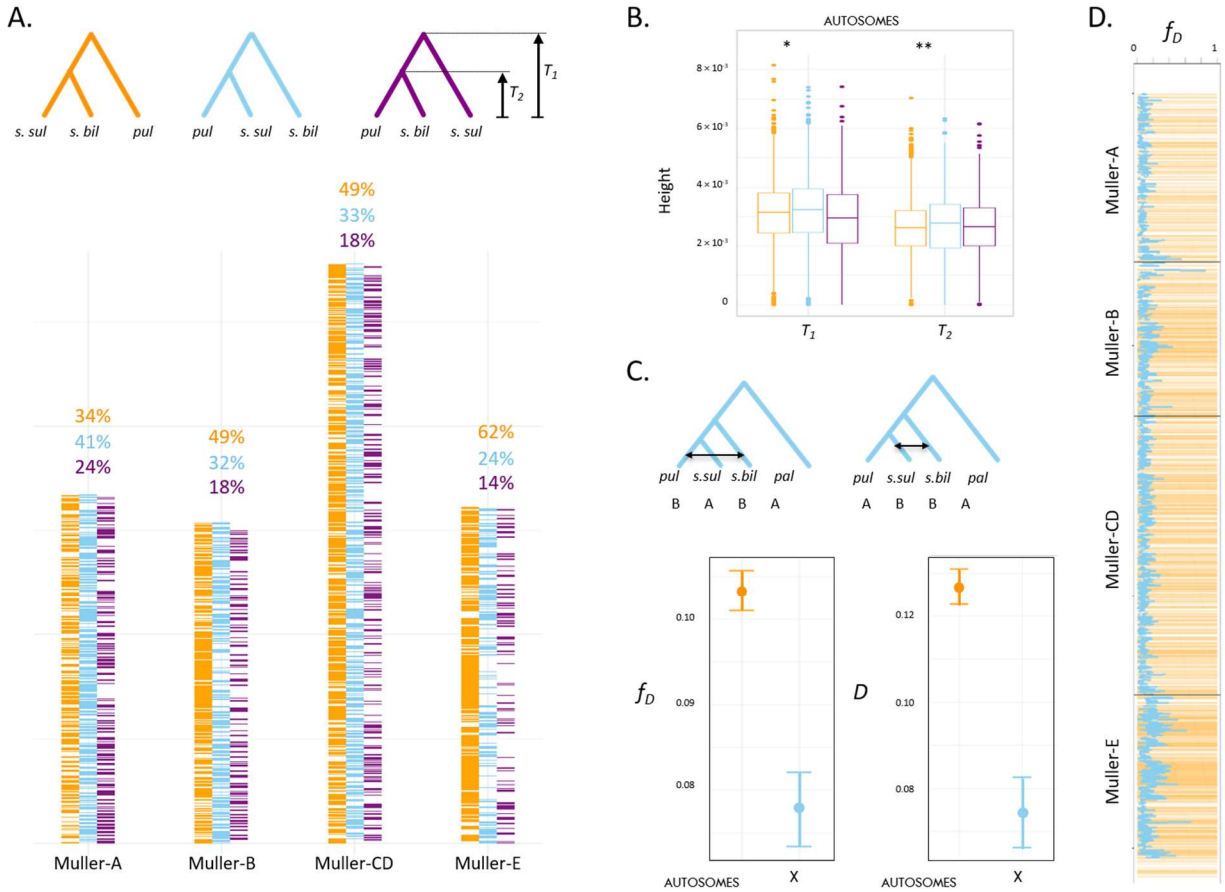 A.
s. sul s. bil pul
pul s. sul s. bil
pul s. bil s. sul
T2
T1
49%
33%
18%
34%
41%
24%
49%
32%
18%
62%
24%
14%
Muller-A Muller-B Muller-CD Muller-E
B.
AUTOSOMES
* **
8 × 10-3
6 × 10-3
4 × 10-3
2 × 10-3
0
Height
T1 T2
C.
pul s.sul s.bil pal
B A B A
pul s.sul s.bil pal
A B B A
fD
0.10
0.09
0.08
AUTOSOMES X
D
0.12
0.10
0.08
AUTOSOMES X
D.
fD
0 1
Muller-A
Muller-B
Muller-CD
Muller-E